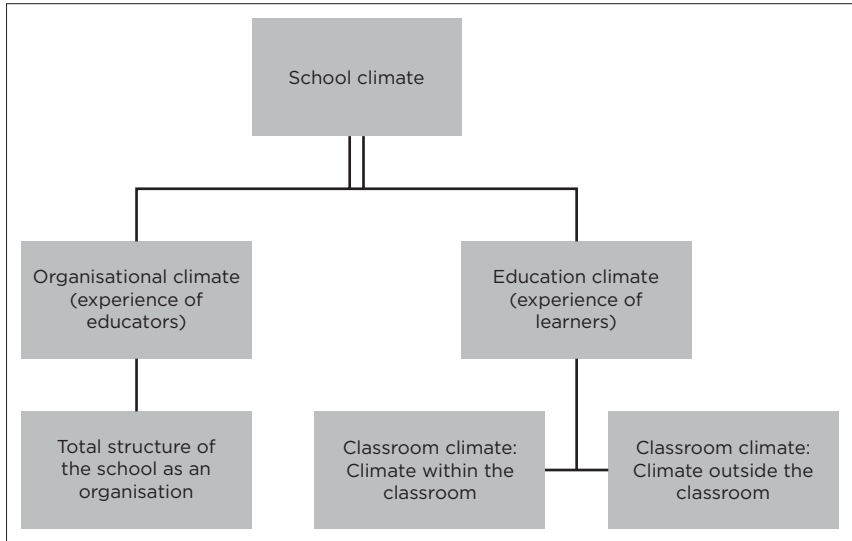 School climate
Organisational climate
(experience of
educators)
Education climate
(experience of
learners)
Total structure of
the school as an
organisation
Classroom climate:
Climate within the
classroom
Classroom climate:
Climate outside the
classroom